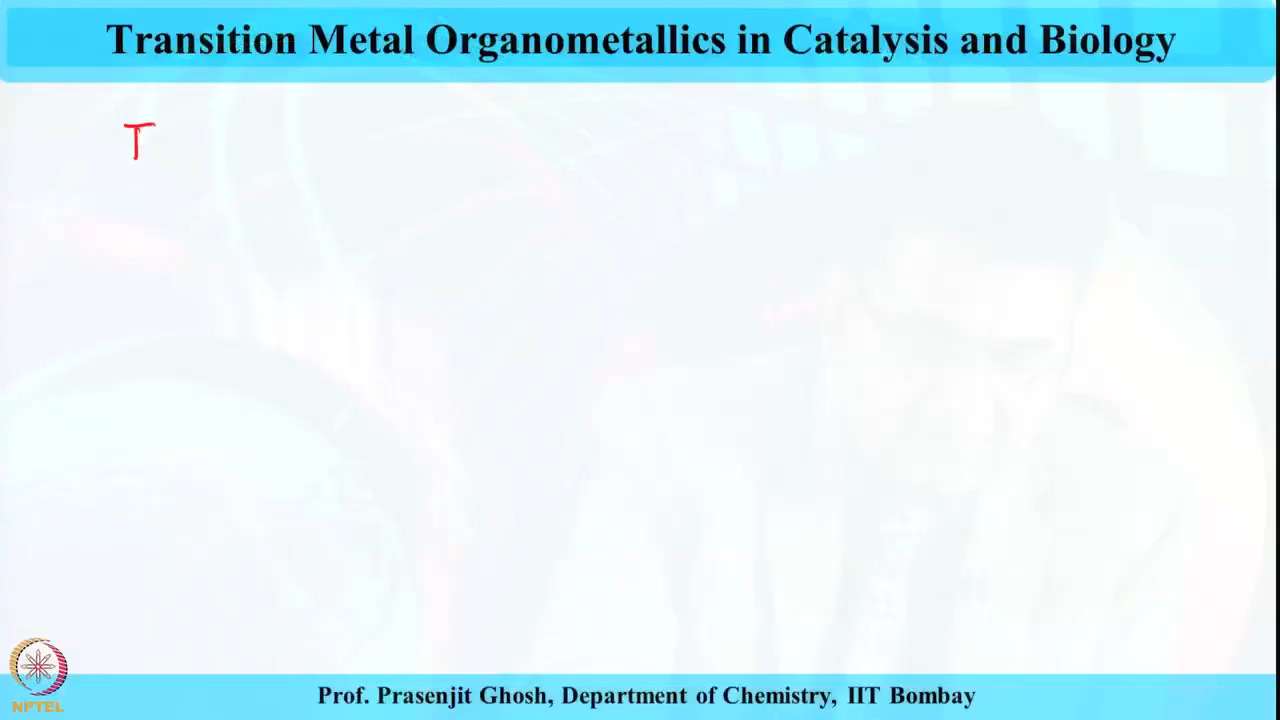 Transition Metal Organometallics in Catalysis and Biology
T
NPTEL
Prof. Prasenjit Ghosh, Department of Chemistry, IIT Bombay